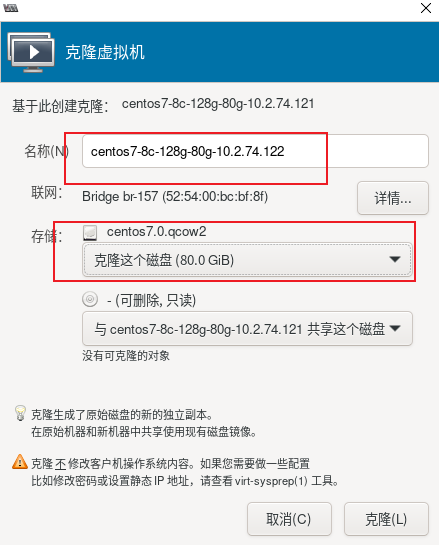 克隆虚拟机
基于此创建克隆： centos7-8c-128g-80g-10.2.74.121
名称(N) centos7-8c-128g-80g-10.2.74.122
联网： Bridge br-157 (52:54:00:bc:bf:8f) 详情...
存储： centos7.0.qcow2
克隆这个磁盘 (80.0 GiB)
- (可删除, 只读)
与 centos7-8c-128g-80g-10.2.74.121 共享这个磁盘
没有可克隆的对象
克隆生成了原始磁盘的新的独立副本。
在原始机器和新机器中共享使用现有磁盘镜像。
克隆 不 修改客户机操作系统内容。如果您需要做一些配置
比如修改密码或设置静态 IP 地址，请查看 virt-sysprep(1) 工具。
取消(C) 克隆(L)